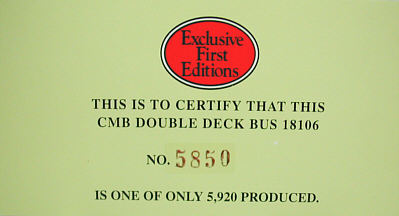 Exclusive
First
Editions
THIS IS TO CERTIFY THAT THIS
CMB DOUBLE DECK BUS 18106
NO. 5850
IS ONE OF ONLY 5,920 PRODUCED.